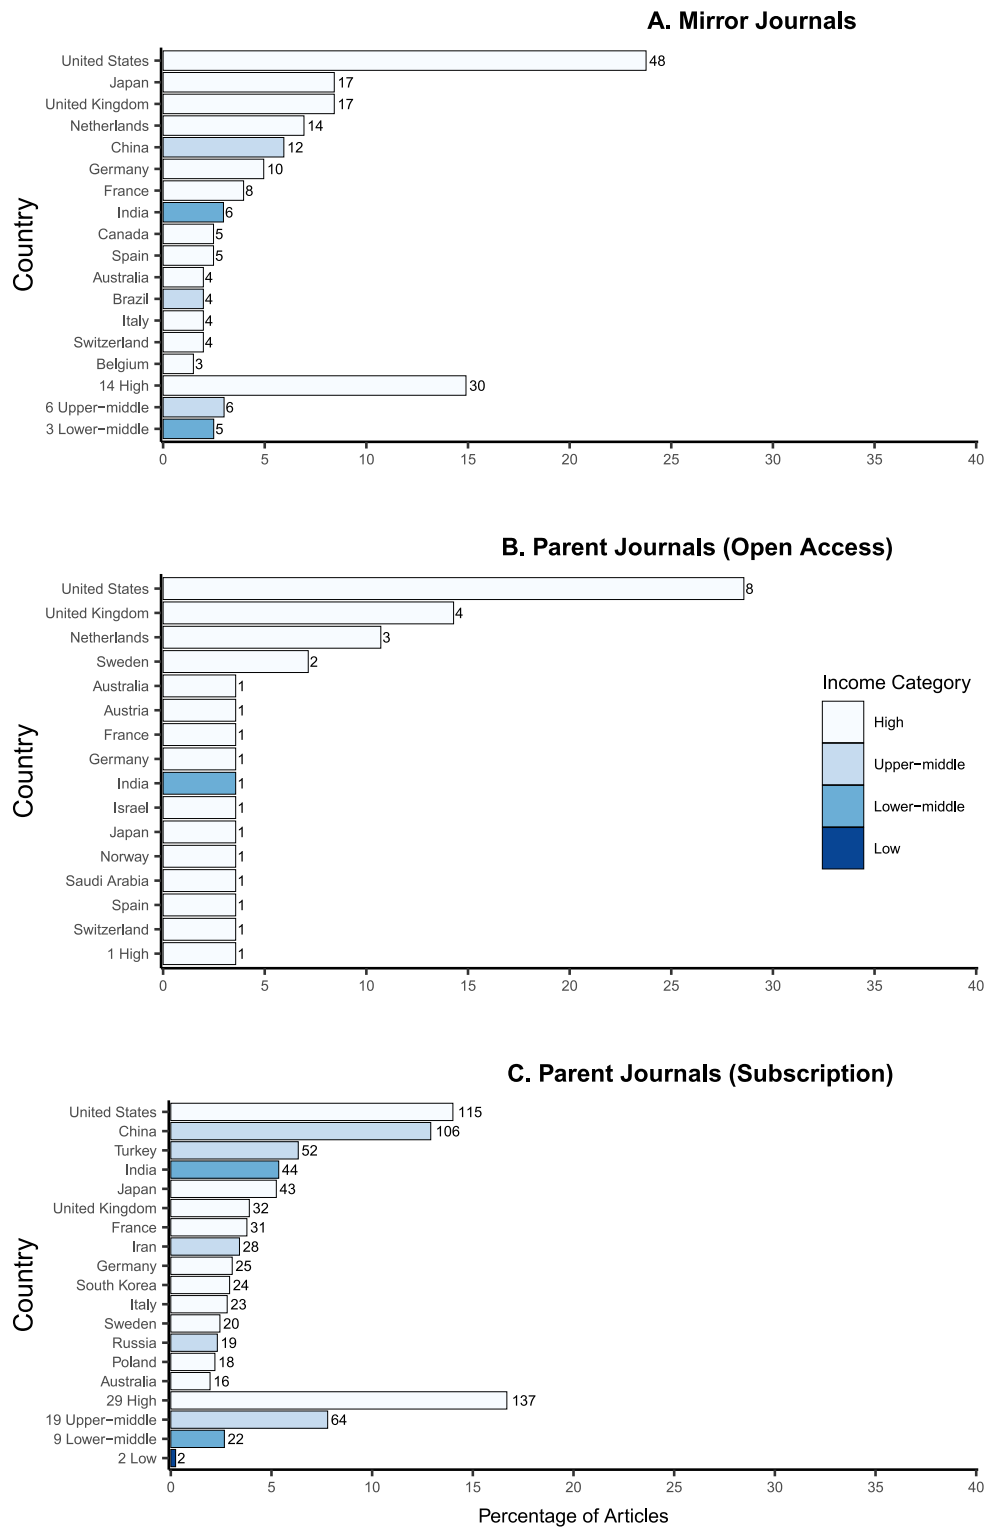 A. Mirror Journals
Country
United States 48
Japan 17
United Kingdom 17
Netherlands 14
China 12
Germany 10
France 8
India 6
Canada 5
Spain 5
Australia 4
Brazil 4
Italy 4
Switzerland 4
Belgium 3
14 High 30
6 Upper−middle 6
3 Lower−middle 5
0 5 10 15 20 25 30 35 40
B. Parent Journals (Open Access)
Country
United States 8
United Kingdom 4
Netherlands 3
Sweden 2
Australia 1
Austria 1
France 1
Germany 1
India 1
Israel 1
Japan 1
Norway 1
Saudi Arabia 1
Spain 1
Switzerland 1
1 High 1
0 5 10 15 20 25 30 35 40
Income Category
High
Upper−middle
Lower−middle
Low
C. Parent Journals (Subscription)
Country
United States 115
China 106
Turkey 52
India 44
Japan 43
United Kingdom 32
France 31
Iran 28
Germany 25
South Korea 24
Italy 23
Sweden 20
Russia 19
Poland 18
Australia 16
29 High 137
19 Upper−middle 64
9 Lower−middle 22
2 Low 2
0 5 10 15 20 25 30 35 40
Percentage of Articles